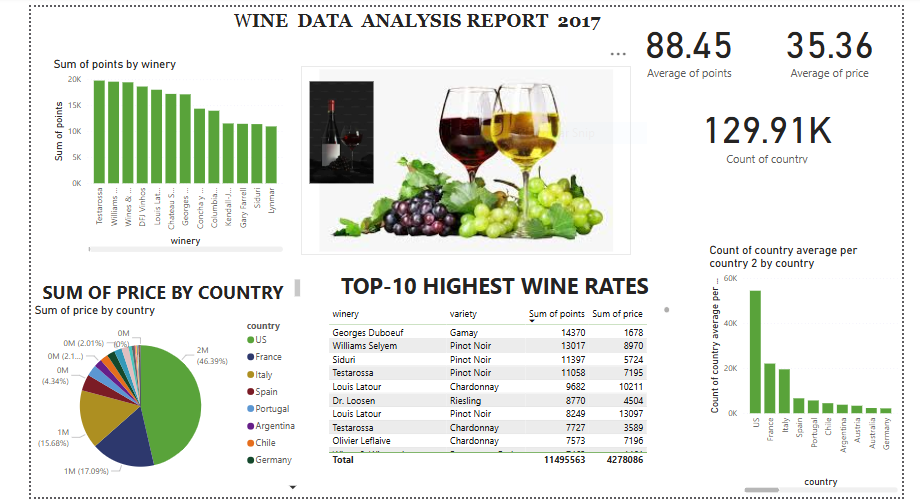 WINE DATA ANALYSIS REPORT 2017
Sum of points by winery
Sum of points
20K
15K
10K
5K
0K
Testarossa
Williams ...
Wines & ...
DFJ Vinhos
Louis Lat...
Chateau S...
Georges ...
Concha y ...
Columbia...
Kendall-J...
Gary Farrell
Siduri
Lynmar
winery
88.45
Average of points
35.36
Average of price
129.91K
Count of country
SUM OF PRICE BY COUNTRY
Sum of price by country
2M
(46.39%)
1M (17.09%)
1M
(15.68%)
0M
(4.34%)
0M (2.1...)
0M (2.01%)
0M
country
US
France
Italy
Spain
Portugal
Argentina
Chile
Germany
TOP-10 HIGHEST WINE RATES
winery variety Sum of points Sum of price
Georges Duboeuf Gamay 14370 1678
Williams Selyem Pinot Noir 13017 8970
Siduri Pinot Noir 11397 5724
Testarossa Pinot Noir 11058 7195
Louis Latour Chardonnay 9682 10211
Dr. Loosen Riesling 8770 4504
Louis Latour Pinot Noir 8249 13097
Testarossa Chardonnay 7727 3589
Olivier Leflaive Chardonnay 7573 7196
Total 11495563 4278086
Count of country average per
country 2 by country
Count of country average per ...
60K
40K
20K
0K
US
France
Italy
Spain
Portugal
Chile
Argentina
Austria
Australia
Germany
country